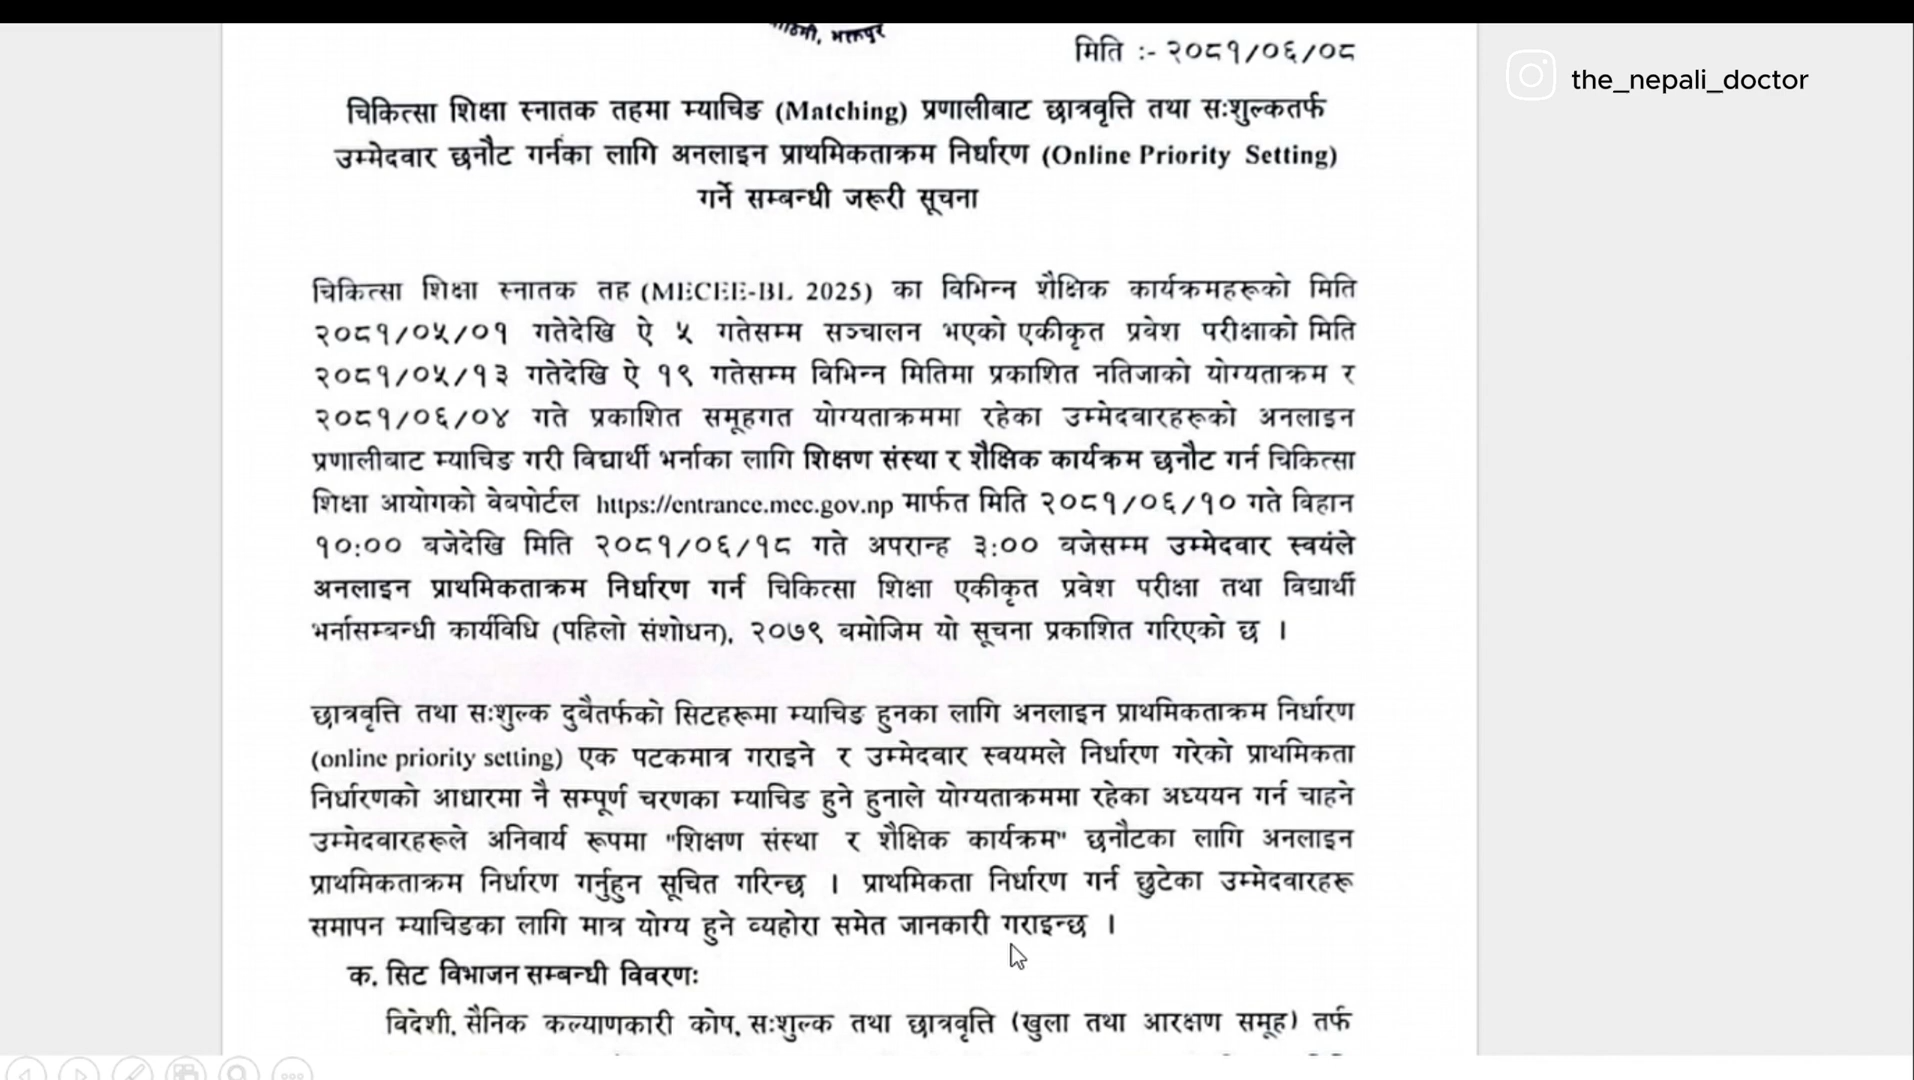 भक्तपुर
मिति :- २०८१/०६/०८
the_nepali_doctor
चिकित्सा शिक्षा स्नातक तहमा म्याचिङ (Matching) प्रणालीबाट छात्रवृत्ति तथा सःशुल्कतर्फ
उम्मेदवार छनौट गर्नका लागि अनलाइन प्राथमिकताक्रम निर्धारण (Online Priority Setting)
गर्ने सम्बन्धी जरूरी सूचना
चिकित्सा शिक्षा स्नातक तह (MECEE-BL 2025) का विभिन्न शैक्षिक कार्यक्रमहरूको मिति
२०८१/०५/०१ गतेदेखि ऐ ५ गतेसम्म सञ्चालन भएको एकीकृत प्रवेश परीक्षाको मिति
२०८१/०५/१३ गतेदेखि ऐ १९ गतेसम्म विभिन्न मितिमा प्रकाशित नतिजाको योग्यताक्रम र
२०८१/०६/०४ गते प्रकाशित समूहगत योग्यताक्रममा रहेका उम्मेदवारहरूको अनलाइन
प्रणालीबाट म्याचिङ गरी विद्यार्थी भर्नाका लागि शिक्षण संस्था र शैक्षिक कार्यक्रम छनौट गर्न चिकित्सा
शिक्षा आयोगको वेबपोर्टल https://entrance.mec.gov.np मार्फत मिति २०८१/०६/१० गते विहान
१०:०० बजेदेखि मिति २०८१/०६/१८ गते अपरान्ह ३:०० बजेसम्म उम्मेदवार स्वयंले
अनलाइन प्राथमिकताक्रम निर्धारण गर्न चिकित्सा शिक्षा एकीकृत प्रवेश परीक्षा तथा विद्यार्थी
भर्नासम्बन्धी कार्यविधि (पहिलो संशोधन), २०७९ बमोजिम यो सूचना प्रकाशित गरिएको छ ।
छात्रवृत्ति तथा सःशुल्क दुबैतर्फको सिटहरूमा म्याचिङ हुनका लागि अनलाइन प्राथमिकताक्रम निर्धारण
(online priority setting) एक पटकमात्र गराइने र उम्मेदवार स्वयमले निर्धारण गरेको प्राथमिकता
निर्धारणको आधारमा नै सम्पूर्ण चरणका म्याचिङ हुने हुनाले योग्यताक्रममा रहेका अध्ययन गर्न चाहने
उम्मेदवारहरूले अनिवार्य रूपमा "शिक्षण संस्था र शैक्षिक कार्यक्रम" छनौटका लागि अनलाइन
प्राथमिकताक्रम निर्धारण गर्नुहुन सूचित गरिन्छ । प्राथमिकता निर्धारण गर्न छुटेका उम्मेदवारहरू
समापन म्याचिङका लागि मात्र योग्य हुने व्यहोरा समेत जानकारी गराइन्छ ।
क. सिट विभाजन सम्बन्धी विवरणः
विदेशी, सैनिक कल्याणकारी कोष, सःशुल्क तथा छात्रवृत्ति (खुला तथा आरक्षण समूह) तर्फ